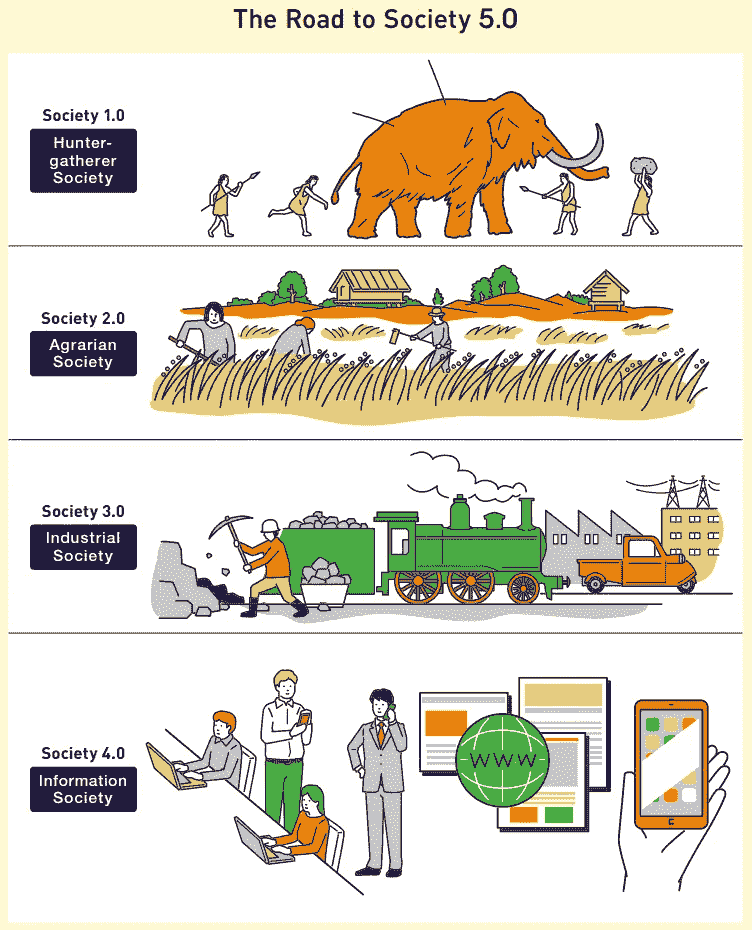 The Road to Society 5.0
Society 1.0
Hunter-
gatherer
Society
Society 2.0
Agrarian
Society
Society 3.0
Industrial
Society
Society 4.0
Information
Society
WWW